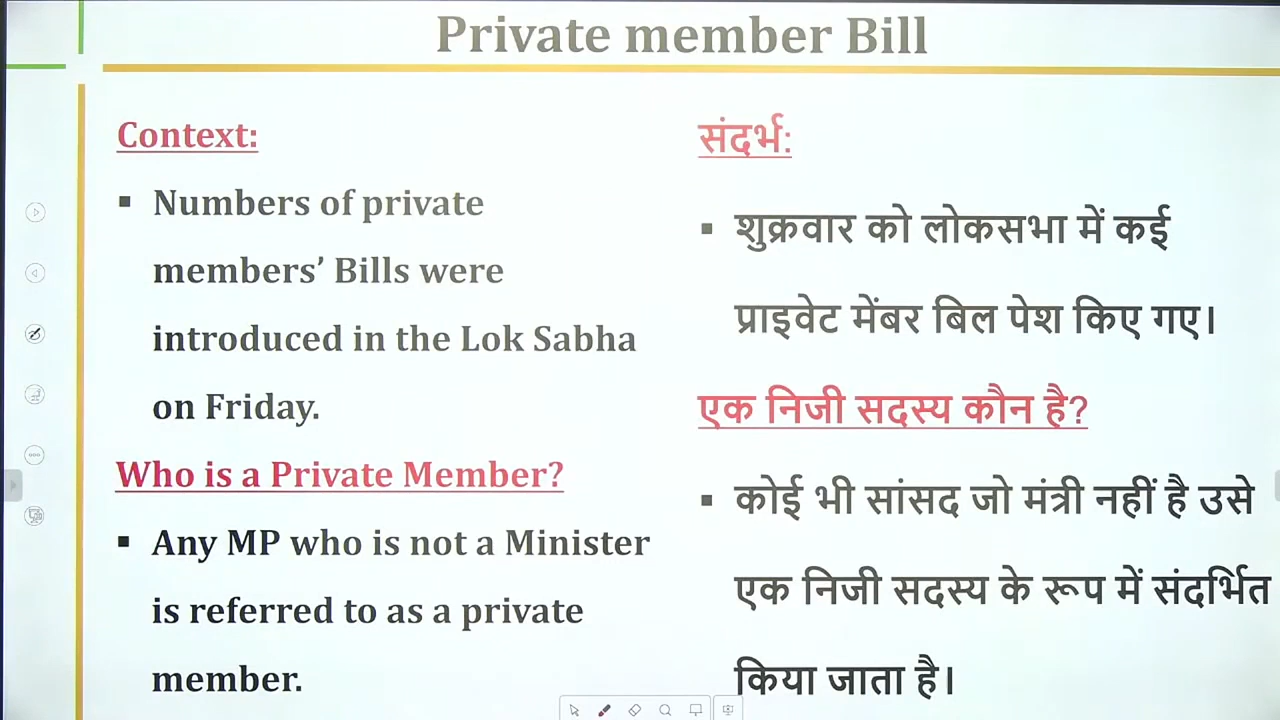 Private member Bill
Context:
▪ Numbers of private
members’ Bills were
introduced in the Lok Sabha
on Friday.
Who is a Private Member?
▪ Any MP who is not a Minister
is referred to as a private
member.
संदर्भ:
▪ शुक्रवार को लोकसभा में कई
प्राइवेट मेंबर बिल पेश किए गए।
एक निजी सदस्य कौन है?
▪ कोई भी सांसद जो मंत्री नहीं है उसे
एक निजी सदस्य के रूप में संदर्भित
किया जाता है।